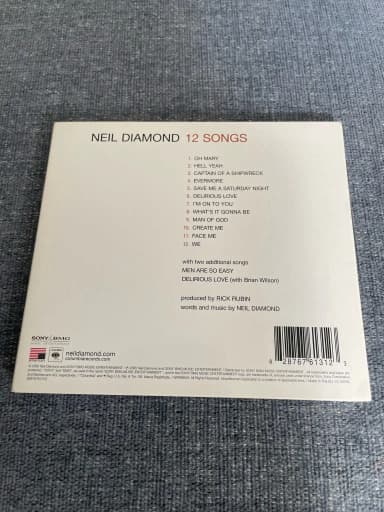 NEIL DIAMOND 12 SONGS
1. OH MARY
2. HELL YEAH
3. CAPTAIN OF A SHIPWRECK
4. EVERMORE
5. SAVE ME A SATURDAY NIGHT
6. DELIRIOUS LOVE
7. I'M ON TO YOU
8. WHAT'S IT GONNA BE
9. MAN OF GOD
10. CREATE ME
11. FACE ME
12. WE
with two additional songs
MEN ARE SO EASY
DELIRIOUS LOVE (with Brian Wilson)
produced by RICK RUBIN
words and music by NEIL DIAMOND
SONY BMG
neildiamond.com
columbiarecords.com
8 28767 61312